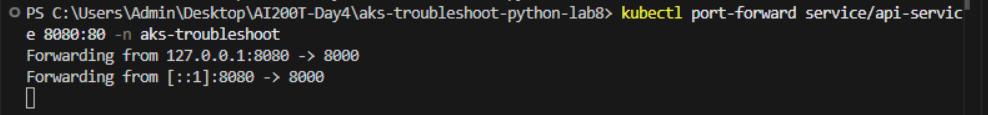 PS C:\Users\Admin\Desktop\AI200T-Day4\aks-troubleshoot-python-lab8> kubectl port-forward service/api-servic
e 8080:80 -n aks-troubleshoot
Forwarding from 127.0.0.1:8080 -> 8000
Forwarding from [::1]:8080 -> 8000